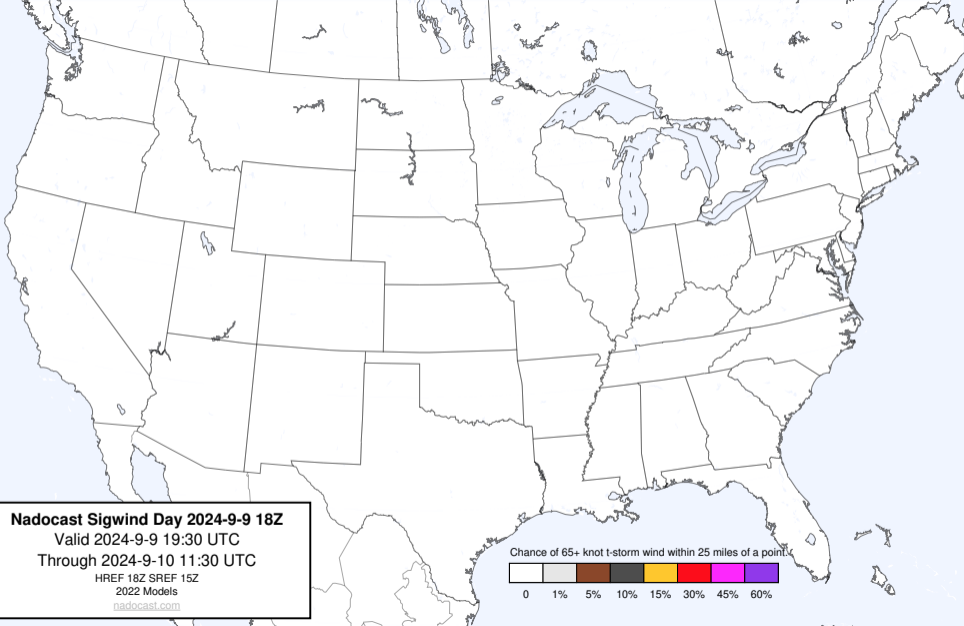 Nadocast Sigwind Day 2024-9-9 18Z
Valid 2024-9-9 19:30 UTC
Through 2024-9-10 11:30 UTC
HREF 18Z SREF 15Z
2022 Models
nadocast.com
Chance of 65+ knot t-storm wind within 25 miles of a point.
0 1% 5% 10% 15% 30% 45% 60%